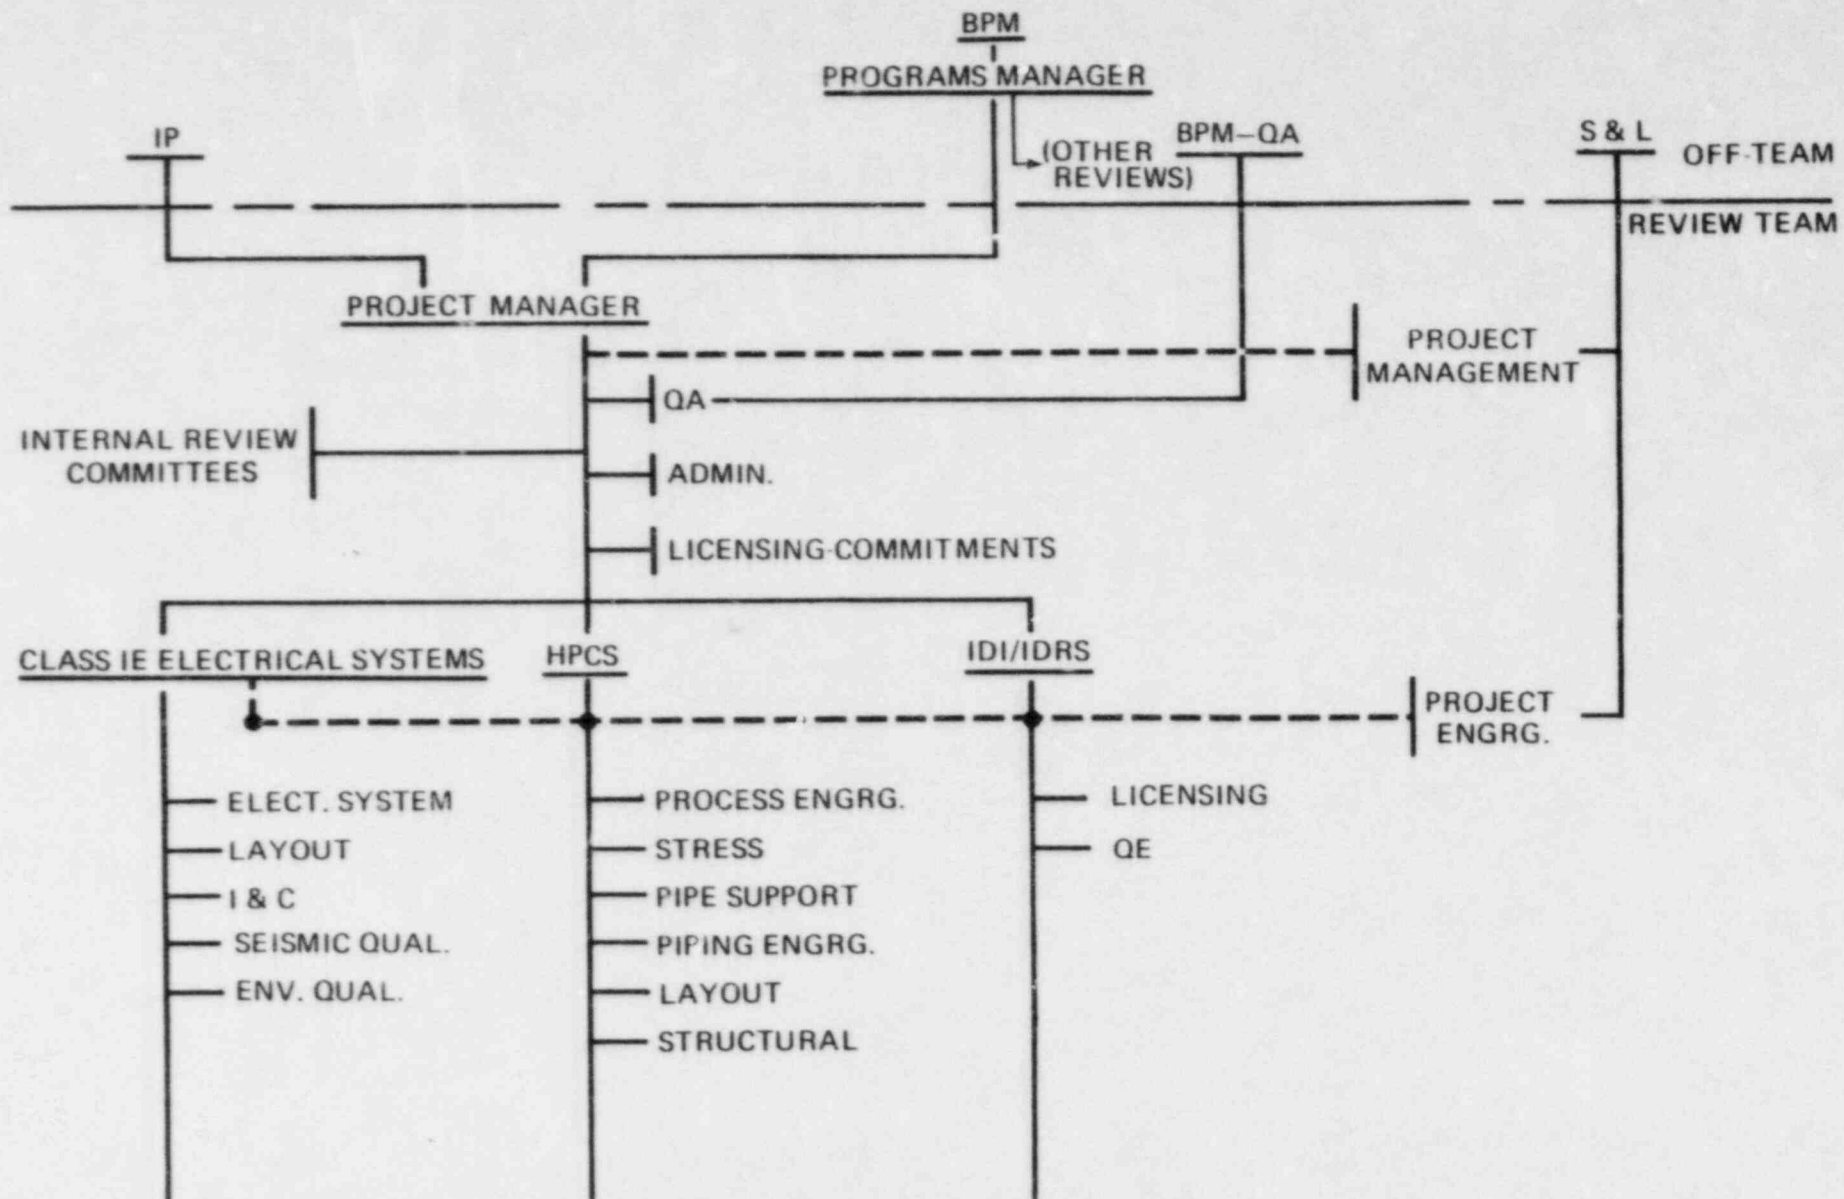 BPM
PROGRAMS MANAGER
IP
(OTHER
REVIEWS)
BPM-QA
S & L
OFF-TEAM
REVIEW TEAM
PROJECT MANAGER
PROJECT
MANAGEMENT
QA
INTERNAL REVIEW
COMMITTEES
ADMIN.
LICENSING-COMMITMENTS
CLASS IE ELECTRICAL SYSTEMS
HPCS
IDI/IDRS
PROJECT
ENGRG.
ELECT. SYSTEM
LAYOUT
I & C
SEISMIC QUAL.
ENV. QUAL.
PROCESS ENGRG.
STRESS
PIPE SUPPORT
PIPING ENGRG.
LAYOUT
STRUCTURAL
LICENSING
QE